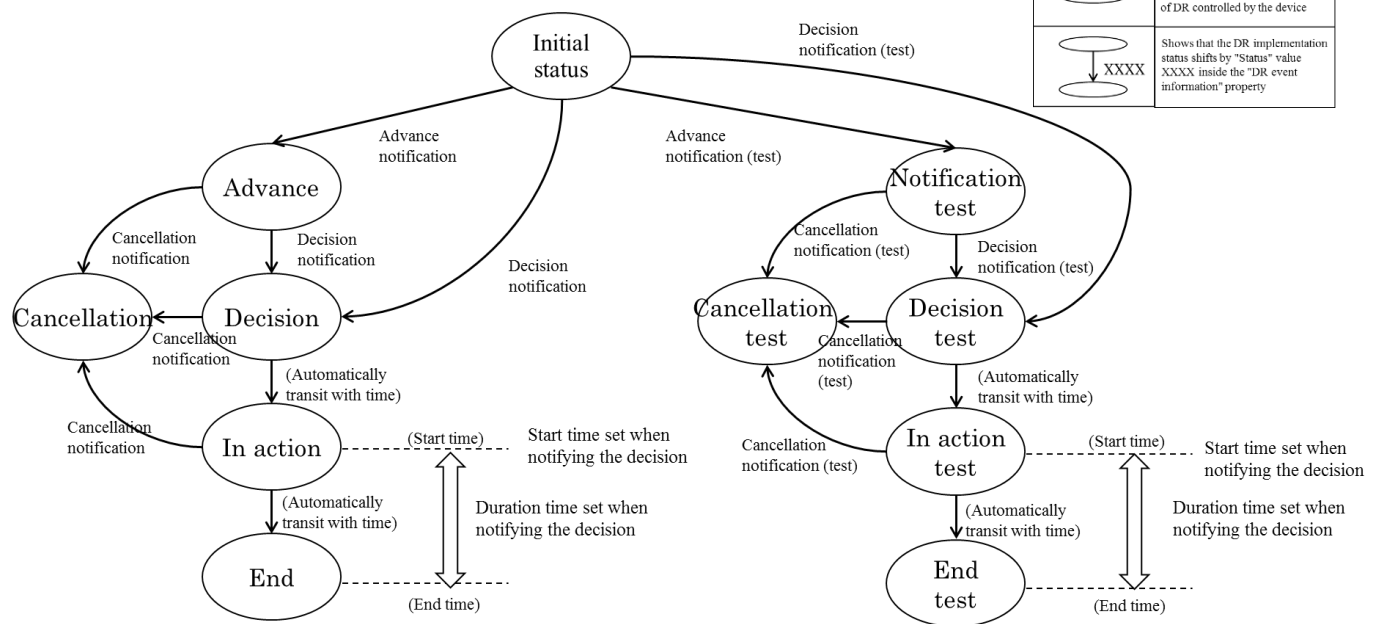 of DR controlled by the device
XXXX
Shows that the DR implementation
status shifts by "Status" value
XXXX inside the "DR event
information" property
Initial
status
Decision
notification (test)
Advance
notification
Advance
notification (test)
Advance
Notification
test
Cancellation
notification
Decision
notification
Decision
notification
Cancellation
notification (test)
Decision
notification (test)
Cancellation
Decision
Cancellation
notification
Cancellation
test
Decision
test
Cancellation
notification
(test)
(Automatically
transit with time)
(Automatically
transit with time)
Cancellation
notification
In action
(Start time)
Start time set when
notifying the decision
Cancellation
notification (test)
In action
test
(Start time)
Start time set when
notifying the decision
(Automatically
transit with time)
Duration time set when
notifying the decision
(Automatically
transit with time)
Duration time set when
notifying the decision
End
(End time)
End
test
(End time)